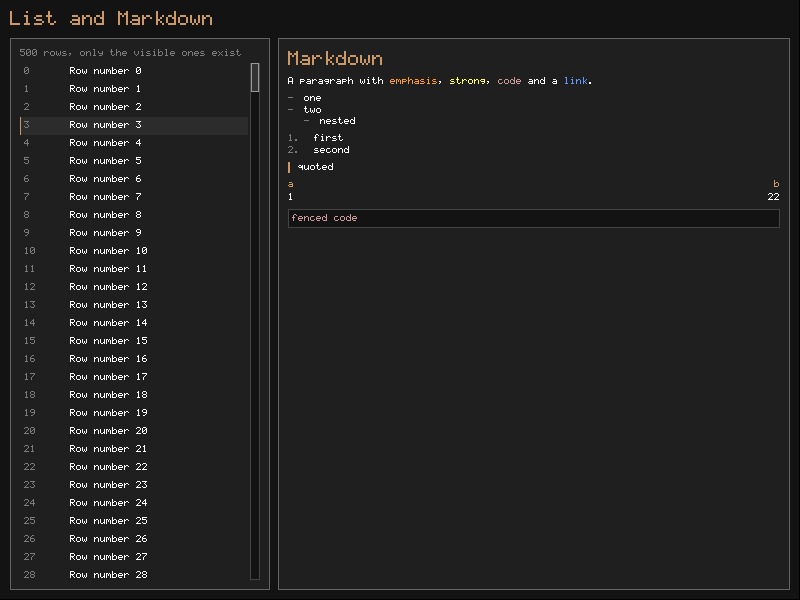 List and Markdown
500 rows, only the visible ones exist
0 Row number 0
1 Row number 1
2 Row number 2
3 Row number 3
4 Row number 4
5 Row number 5
6 Row number 6
7 Row number 7
8 Row number 8
9 Row number 9
10 Row number 10
11 Row number 11
12 Row number 12
13 Row number 13
14 Row number 14
15 Row number 15
16 Row number 16
17 Row number 17
18 Row number 18
19 Row number 19
20 Row number 20
21 Row number 21
22 Row number 22
23 Row number 23
24 Row number 24
25 Row number 25
26 Row number 26
27 Row number 27
28 Row number 28
Markdown
A paragraph with emphasis, strong, code and a link.
- one
- two
- nested
1. first
2. second
quoted
a b
1 22
fenced code